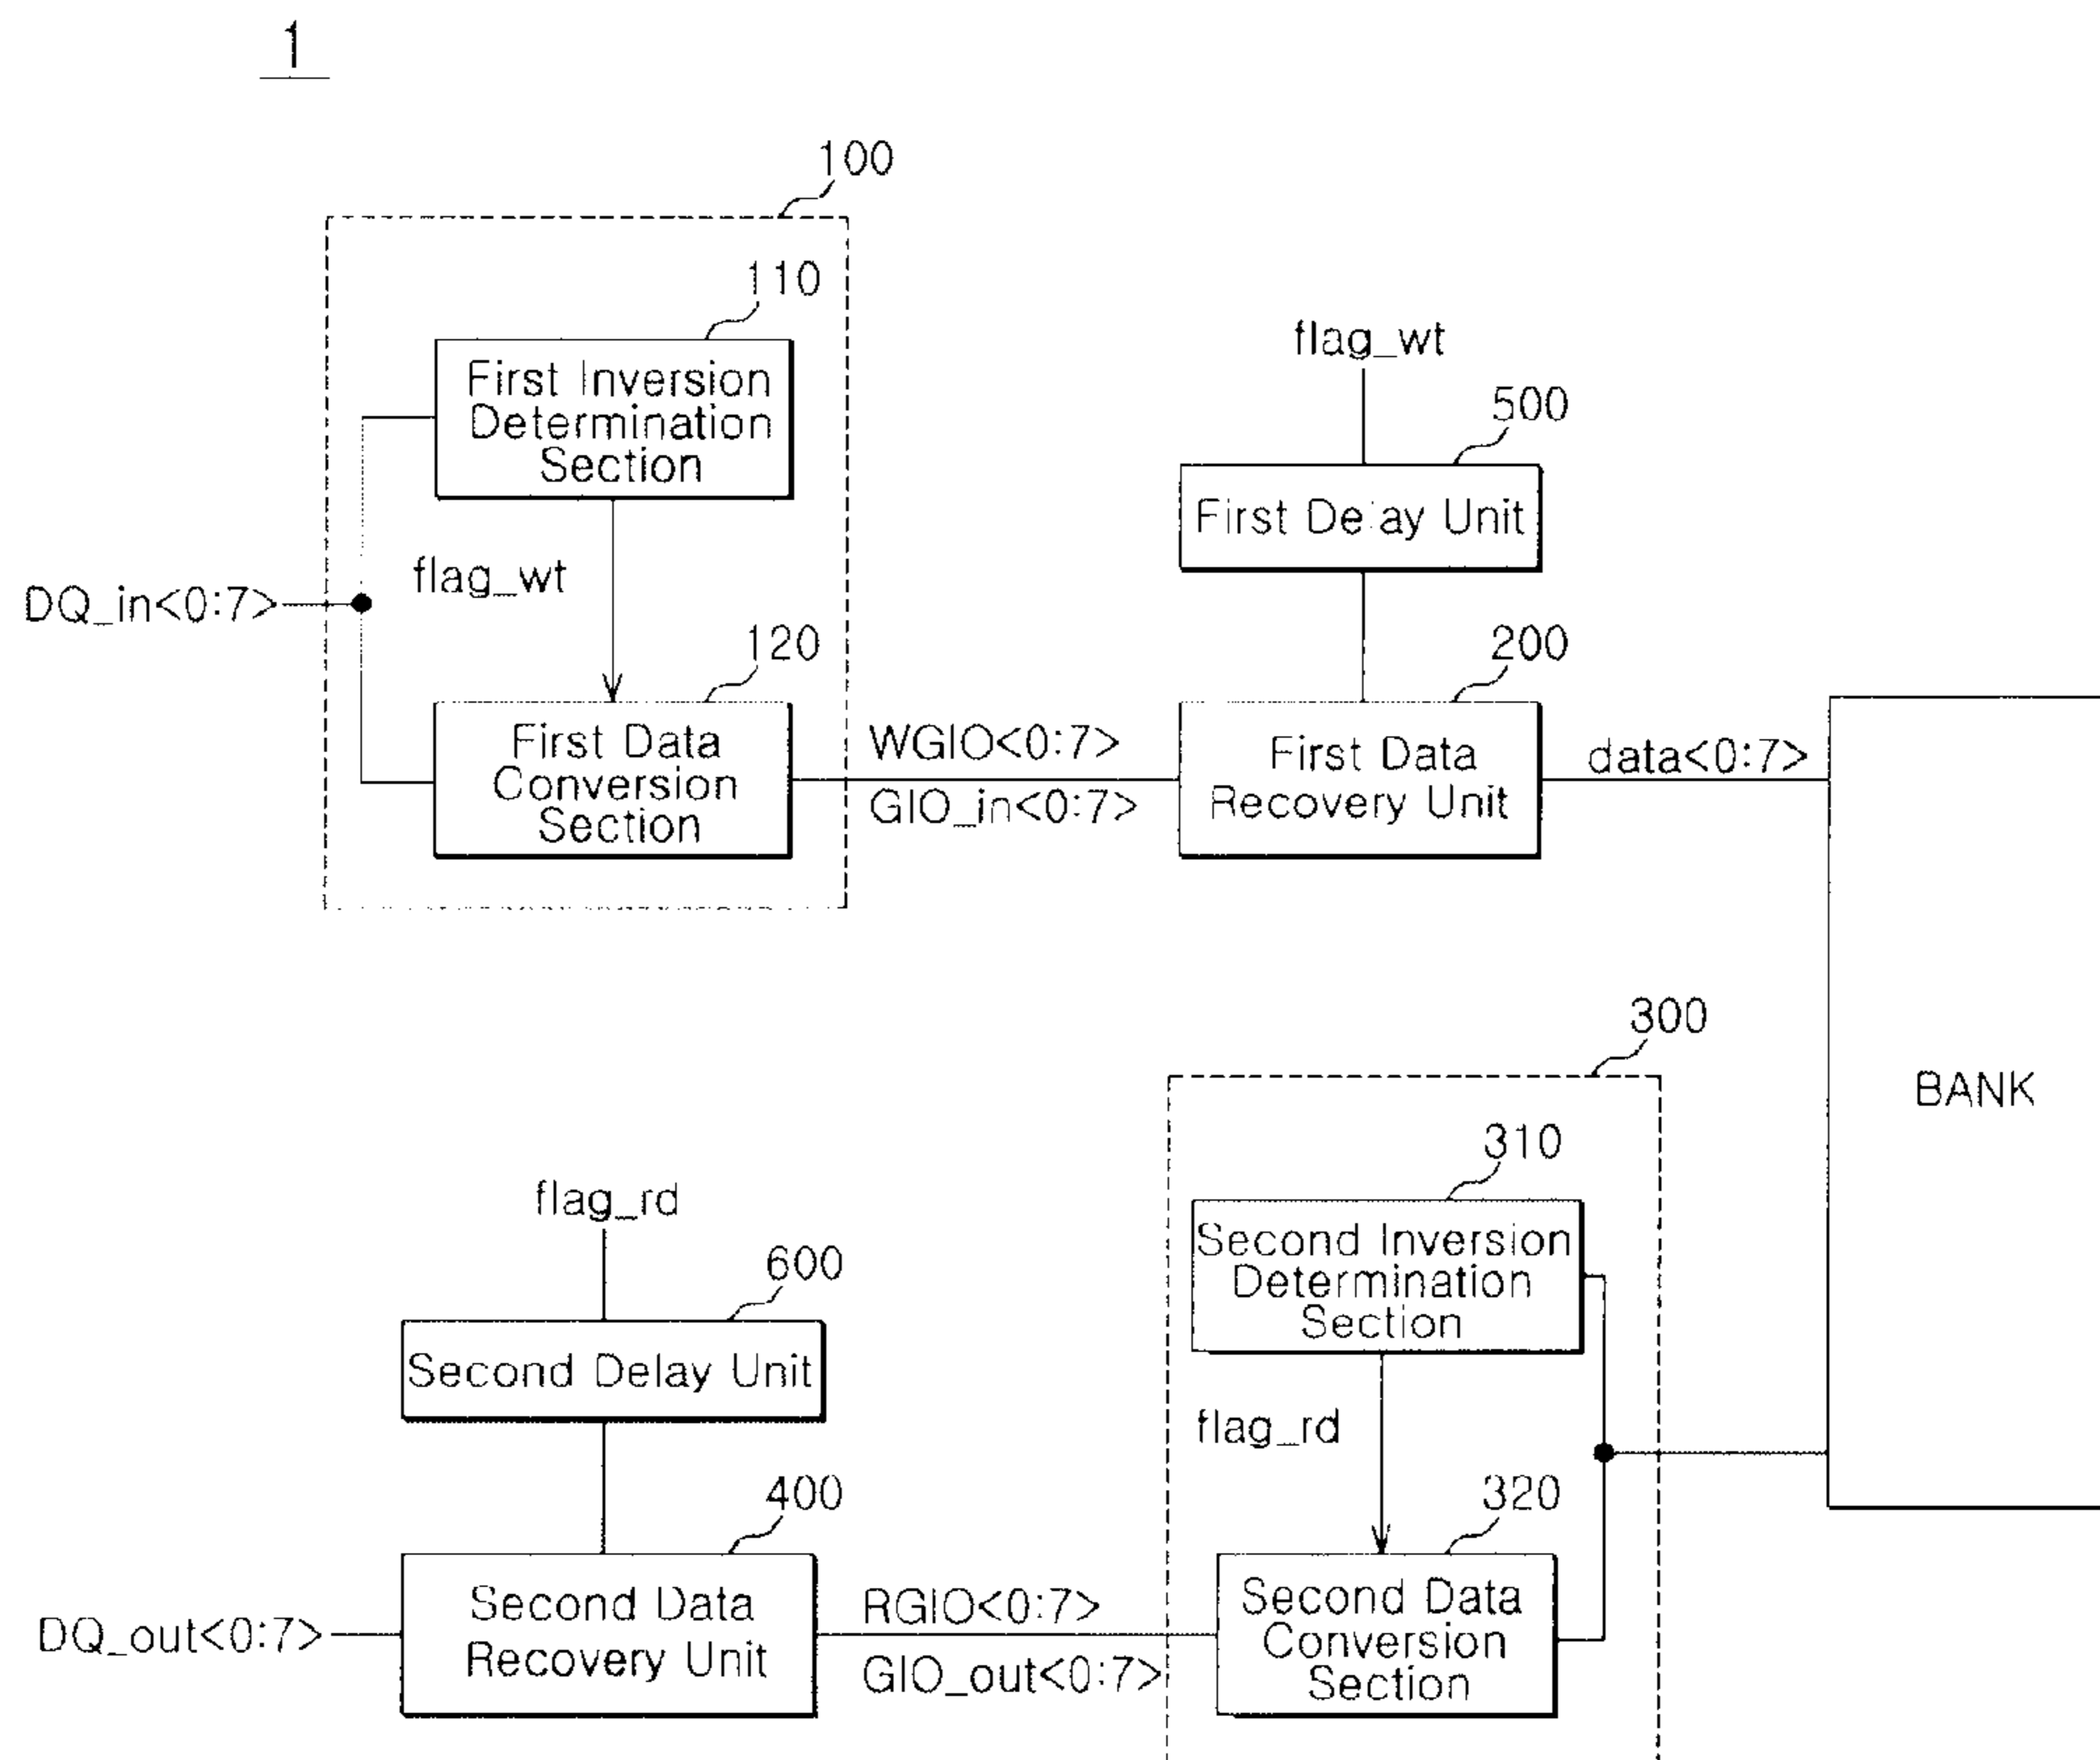 1
100
110
First Inversion
Determination
Section
flag_wt
500
First Delay Unit
flag_wt
DQ_in<0:7>
120
First Data
Conversion
Section
WGIO<0:7>
GIO_in<0:7>
200
First Data
Recovery Unit
data<0:7>
BANK
300
310
Second Inversion
Determination
Section
flag_rd
600
Second Delay Unit
flag_rd
400
Second Data
Recovery Unit
DQ_out<0:7>
RGIO<0:7>
GIO_out<0:7>
320
Second Data
Conversion
Section